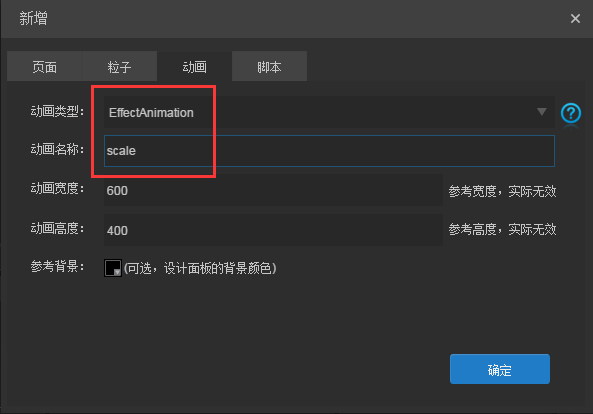 新增
页面 粒子 动画 脚本
动画类型: EffectAnimation
动画名称: scale
动画宽度: 600 参考宽度，实际无效
动画高度: 400 参考高度，实际无效
参考背景: (可选，设计面板的背景颜色)
确定